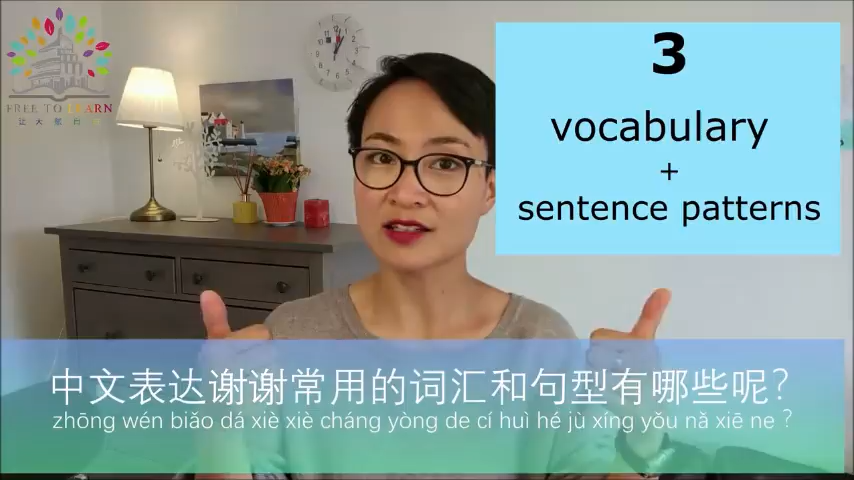 FREE TO LEARN
3
vocabulary
+
sentence patterns
中文表达谢谢常用的词汇和句型有哪些呢?
zhōng wén biǎo dá xiè xiè cháng yòng de cí huì hé jù xíng yǒu nǎ xiē ne ?